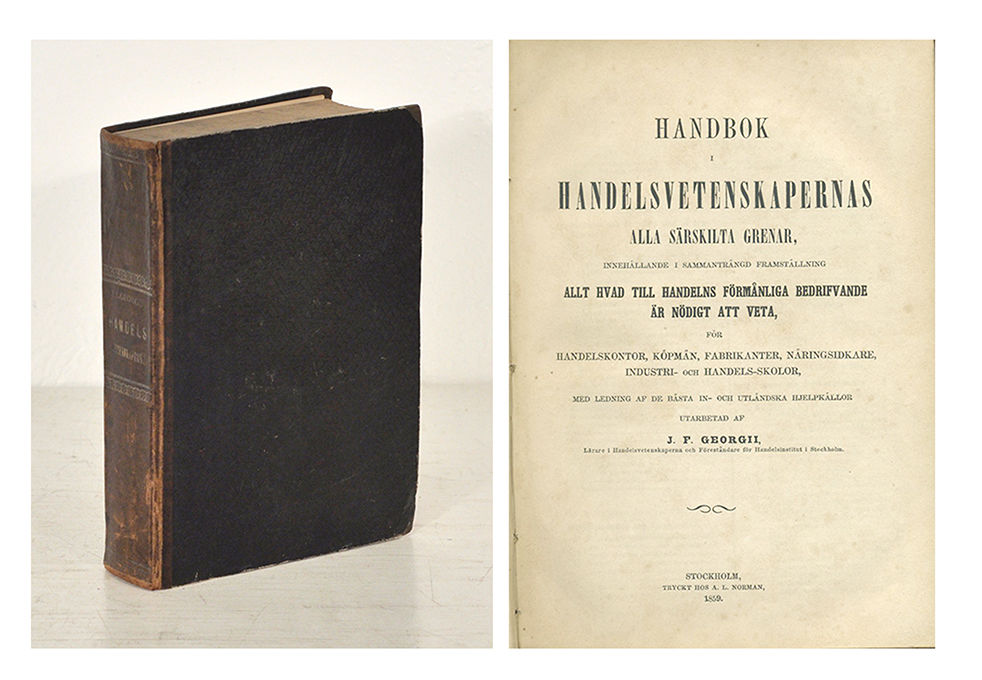 HANDELS
HANDBOK
I
HANDELSVETENSKAPERNAS
ALLA SÄRSKILTA GRENAR,
INNEHÅLLANDE I SAMMANTRÄNGD FRAMSTÄLLNING
ALLT HVAD TILL HANDELNS FÖRMÅNLIGA BEDRIFVANDE
ÄR NÖDIGT ATT VETA,
FÖR
HANDELSKONTOR, KÖPMÄN, FABRIKANTER, NÄRINGSIDKARE,
INDUSTRI- OCH HANDELS-SKOLOR,
MED LEDNING AF DE BÄSTA IN- OCH UTLÄNDSKA HJELPKÄLLOR
UTARBETAD AF
J. F. GEORGII,
Lärare i Handelsvetenskaperna och Föreståndare för Handelsinstitut i Stockholm.
STOCKHOLM,
TRYCKT HOS A. L. NORMAN,
1859.